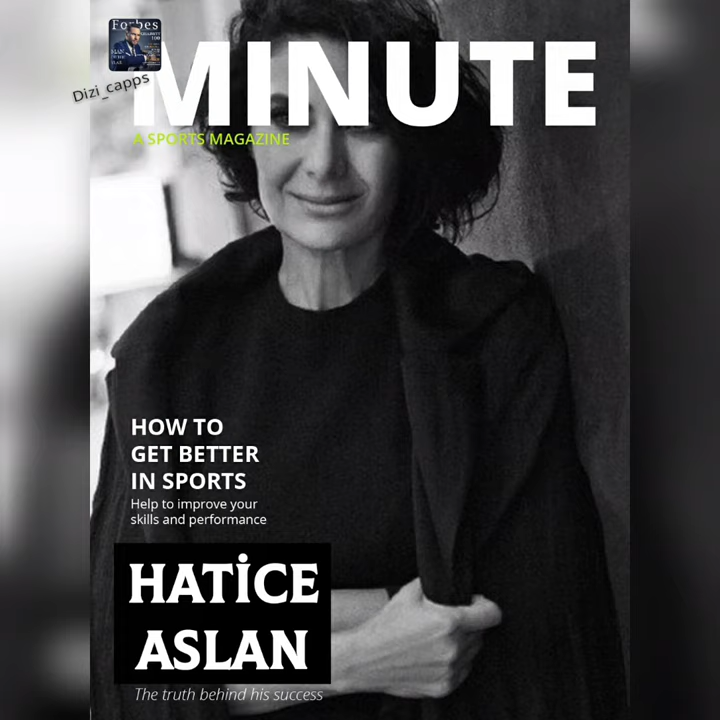 Forbes
Dizi_capps
MINUTE
A SPORTS MAGAZINE
HOW TO
GET BETTER
IN SPORTS
Help to improve your
skills and performance
HATİCE
ASLAN
The truth behind his success